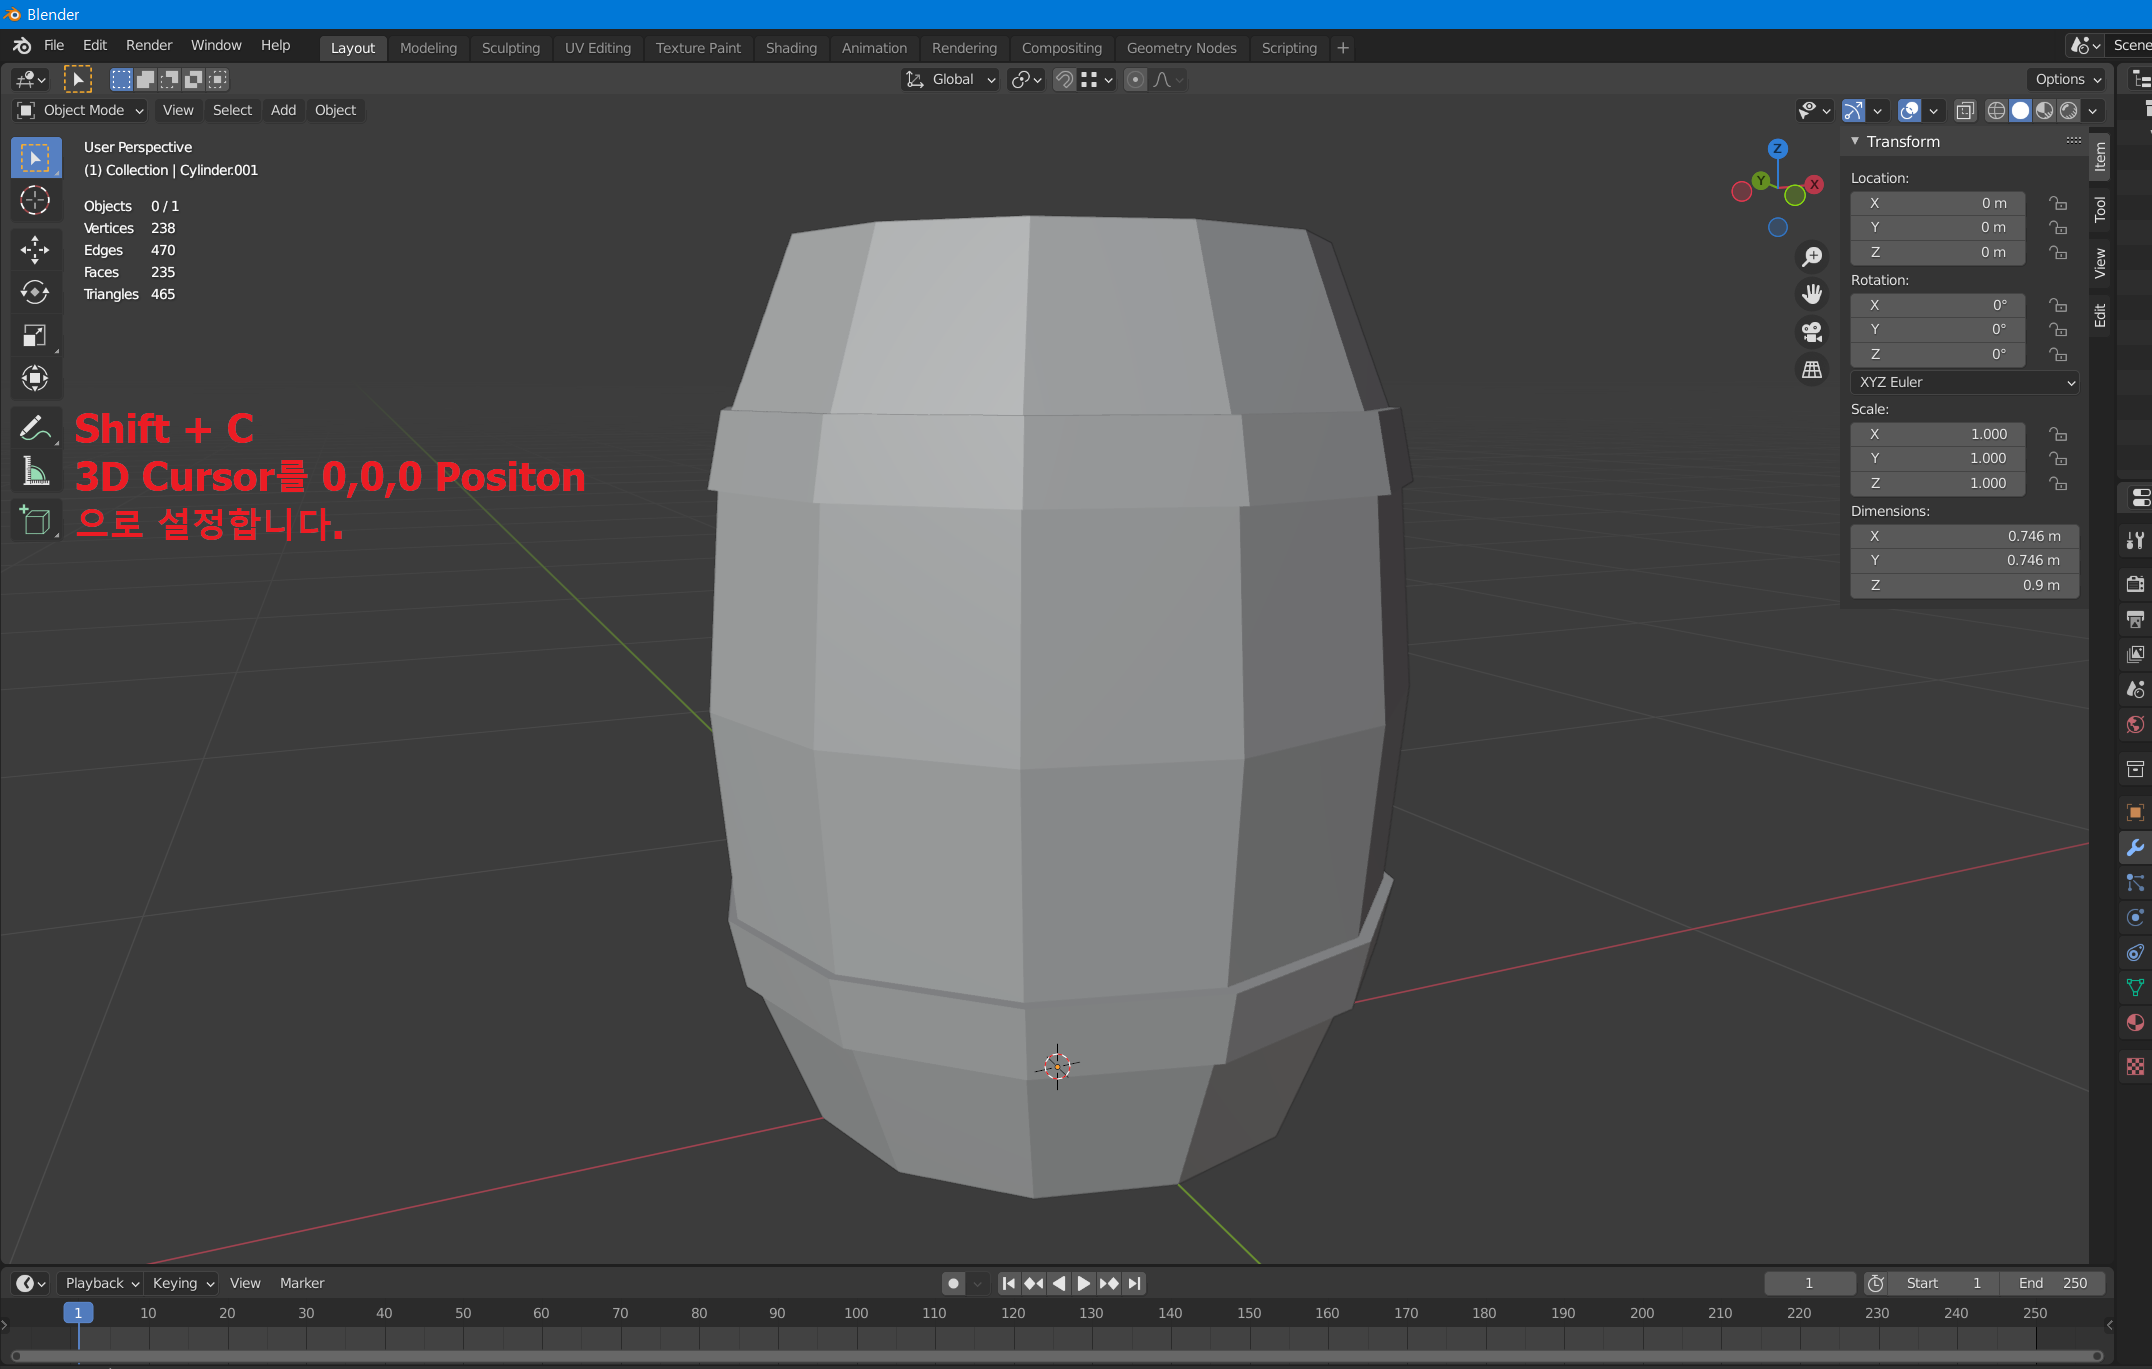 Blender
File Edit Render Window Help Layout Modeling Sculpting UV Editing Texture Paint Shading Animation Rendering Compositing Geometry Nodes Scripting + Scene
Global Options
Object Mode View Select Add Object
User Perspective
(1) Collection | Cylinder.001
Objects 0 / 1
Vertices 238
Edges 470
Faces 235
Triangles 465
Z
Y
X
Transform
Location:
X 0 m
Y 0 m
Z 0 m
Rotation:
X 0°
Y 0°
Z 0°
XYZ Euler
Scale:
X 1.000
Y 1.000
Z 1.000
Dimensions:
X 0.746 m
Y 0.746 m
Z 0.9 m
Item
Tool
View
Edit
Shift + C
3D Cursor를 0,0,0 Positon
으로 설정합니다.
Playback Keying View Marker 1 Start 1 End 250
1 10 20 30 40 50 60 70 80 90 100 110 120 130 140 150 160 170 180 190 200 210 220 230 240 250